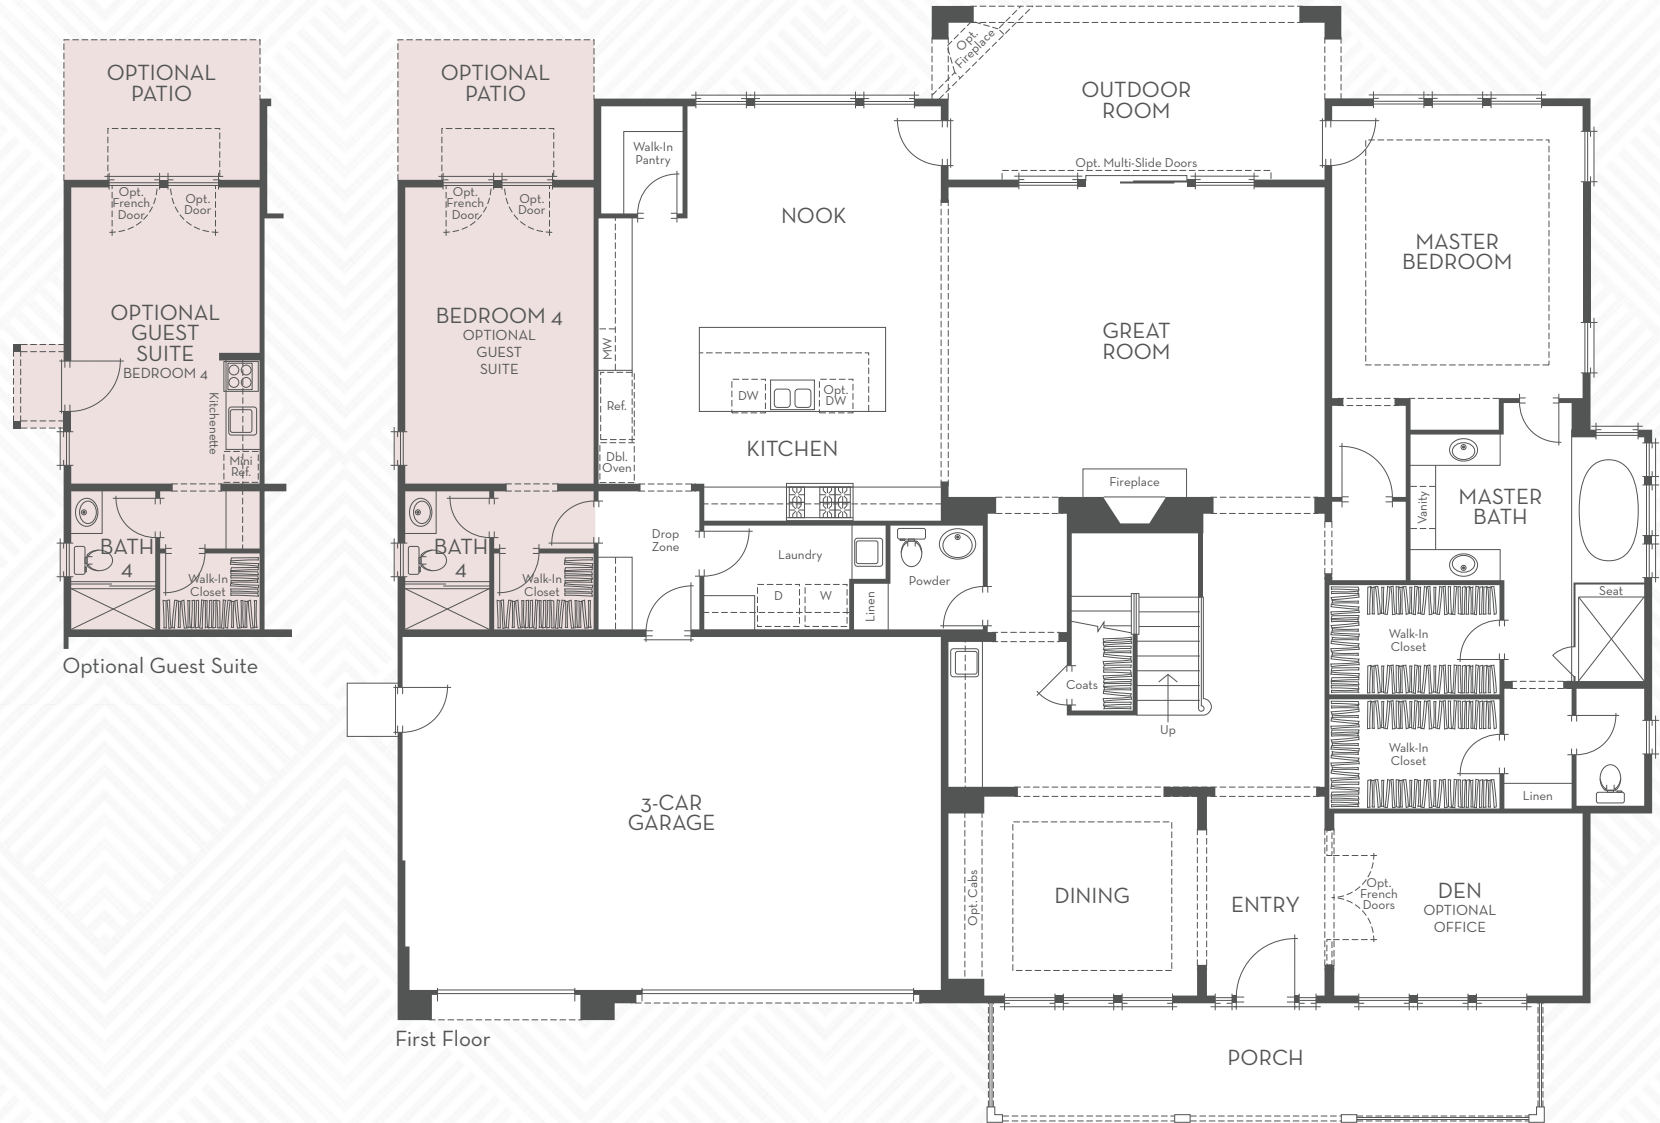 OPTIONAL
PATIO
Opt.
French
Door
Opt.
Door
OPTIONAL
GUEST
SUITE
BEDROOM 4
Kitchenette
Mini
Ref.
BATH
4
Walk-In
Closet
Optional Guest Suite
OPTIONAL
PATIO
Opt.
French
Door
Opt.
Door
BEDROOM 4
OPTIONAL
GUEST
SUITE
BATH
4
Walk-In
Closet
Walk-In
Pantry
NOOK
MW
Ref.
Dbl.
Oven
DW
Opt.
DW
KITCHEN
Opt.
Fireplace
OUTDOOR
ROOM
Opt. Multi-Slide Doors
GREAT
ROOM
Fireplace
MASTER
BEDROOM
Vanity
MASTER
BATH
Seat
Walk-In
Closet
Walk-In
Closet
Linen
Drop
Zone
Laundry
D
W
Linen
Powder
Coats
Up
3-CAR
GARAGE
Opt. Cabs
DINING
ENTRY
Opt.
French
Doors
DEN
OPTIONAL
OFFICE
PORCH
First Floor